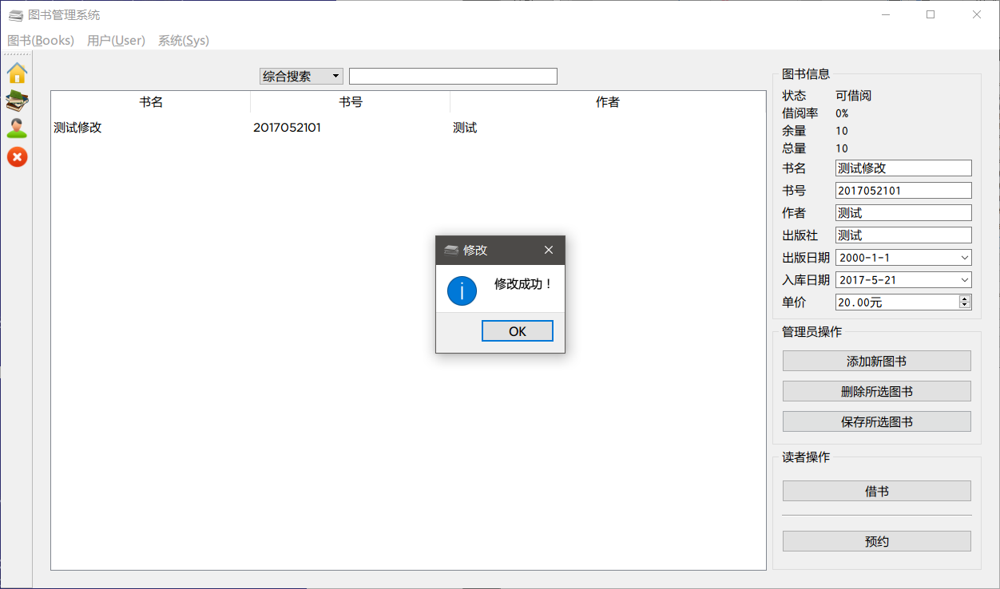 图书管理系统
图书(Books) 用户(User) 系统(Sys)
综合搜索
书名 书号 作者
测试修改 2017052101 测试
修改
修改成功！
OK
图书信息
状态 可借阅
借阅率 0%
余量 10
总量 10
书名 测试修改
书号 2017052101
作者 测试
出版社 测试
出版日期 2000-1-1
入库日期 2017-5-21
单价 20.00元
管理员操作
添加新图书
删除所选图书
保存所选图书
读者操作
借书
预约